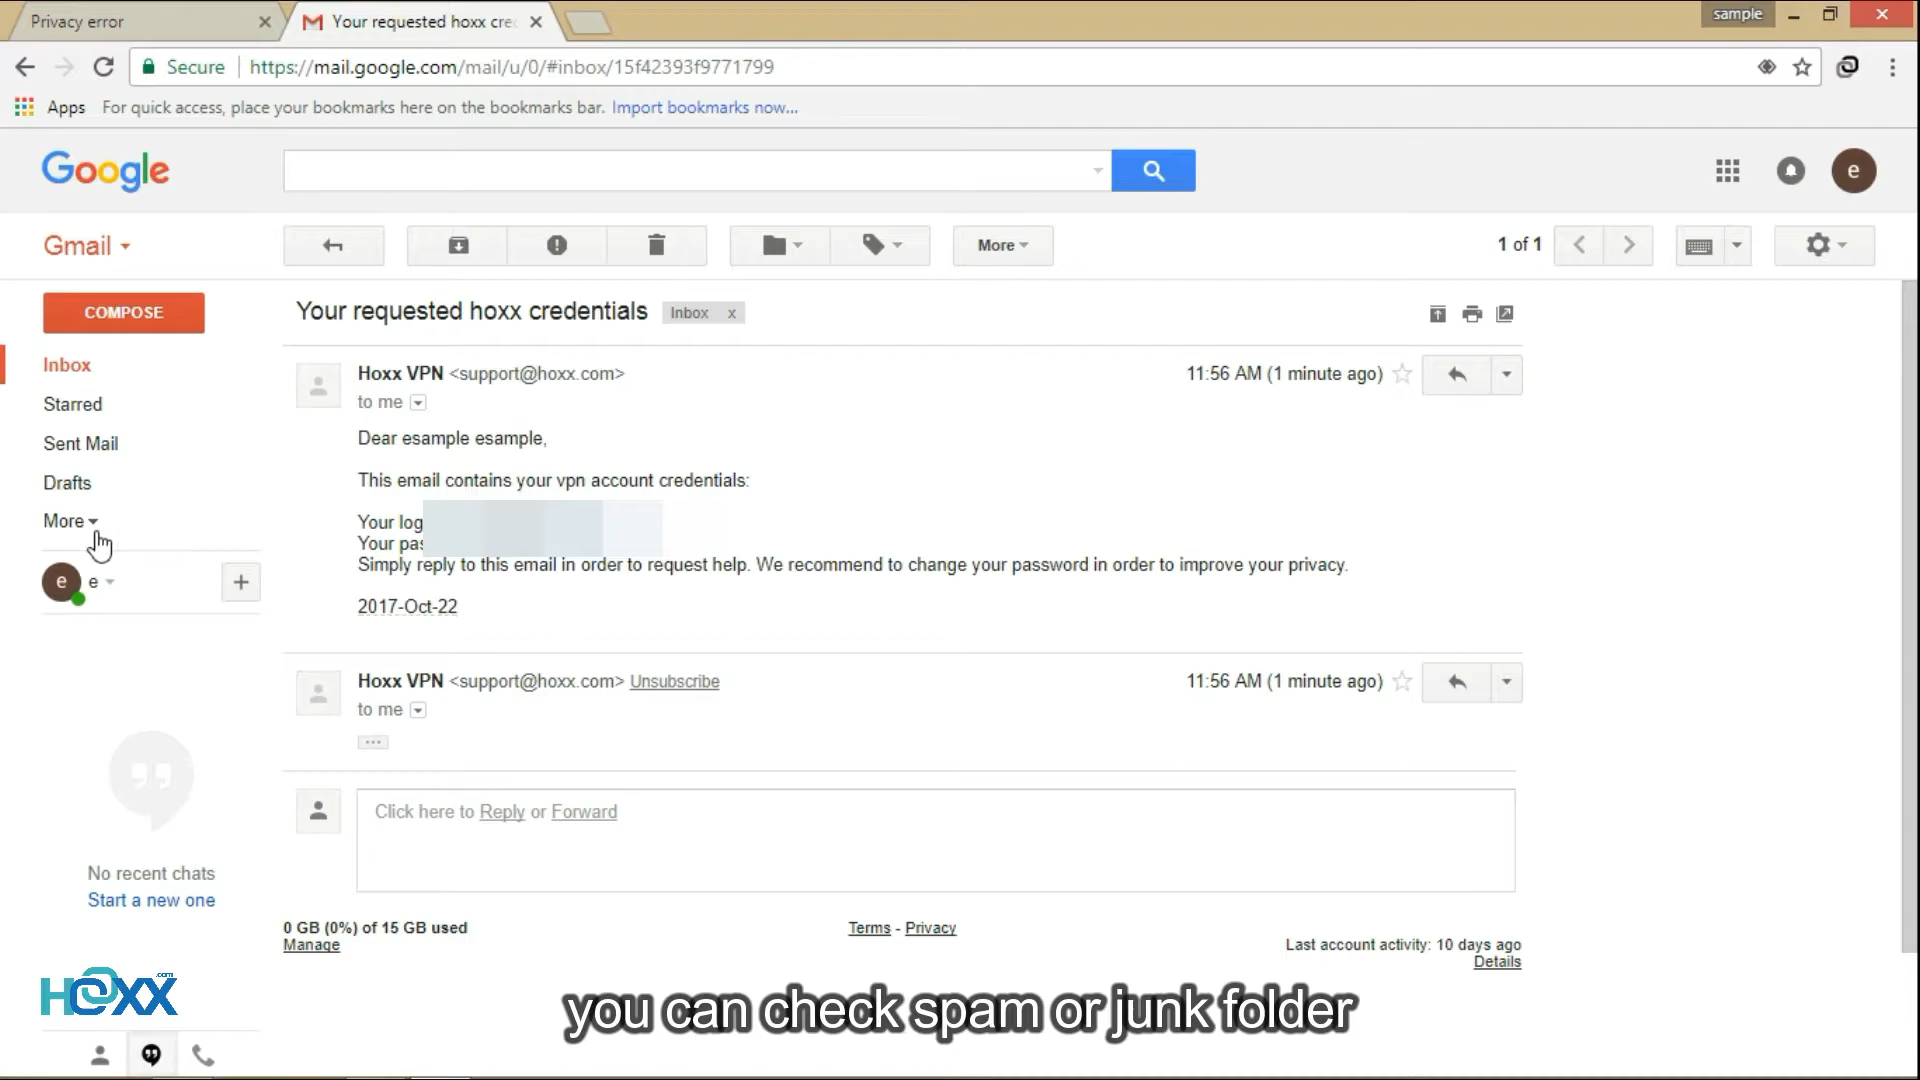 Privacy error
Your requested hoxx cre
sample
Secure
https://mail.google.com/mail/u/0/#inbox/15f42393f9771799
Apps
For quick access, place your bookmarks here on the bookmarks bar. Import bookmarks now...
Google
e
Gmail
More
1 of 1
COMPOSE
Inbox
Starred
Sent Mail
Drafts
More
e
e
No recent chats
Start a new one
Your requested hoxx credentials
Inbox x
Hoxx VPN <support@hoxx.com>
11:56 AM (1 minute ago)
to me
Dear esample esample,
This email contains your vpn account credentials:
Your log
Your pas
Simply reply to this email in order to request help. We recommend to change your password in order to improve your privacy.
2017-Oct-22
Hoxx VPN <support@hoxx.com> Unsubscribe
11:56 AM (1 minute ago)
to me
Click here to Reply or Forward
0 GB (0%) of 15 GB used
Manage
Terms - Privacy
Last account activity: 10 days ago
Details
HOXX.com
you can check spam or junk folder